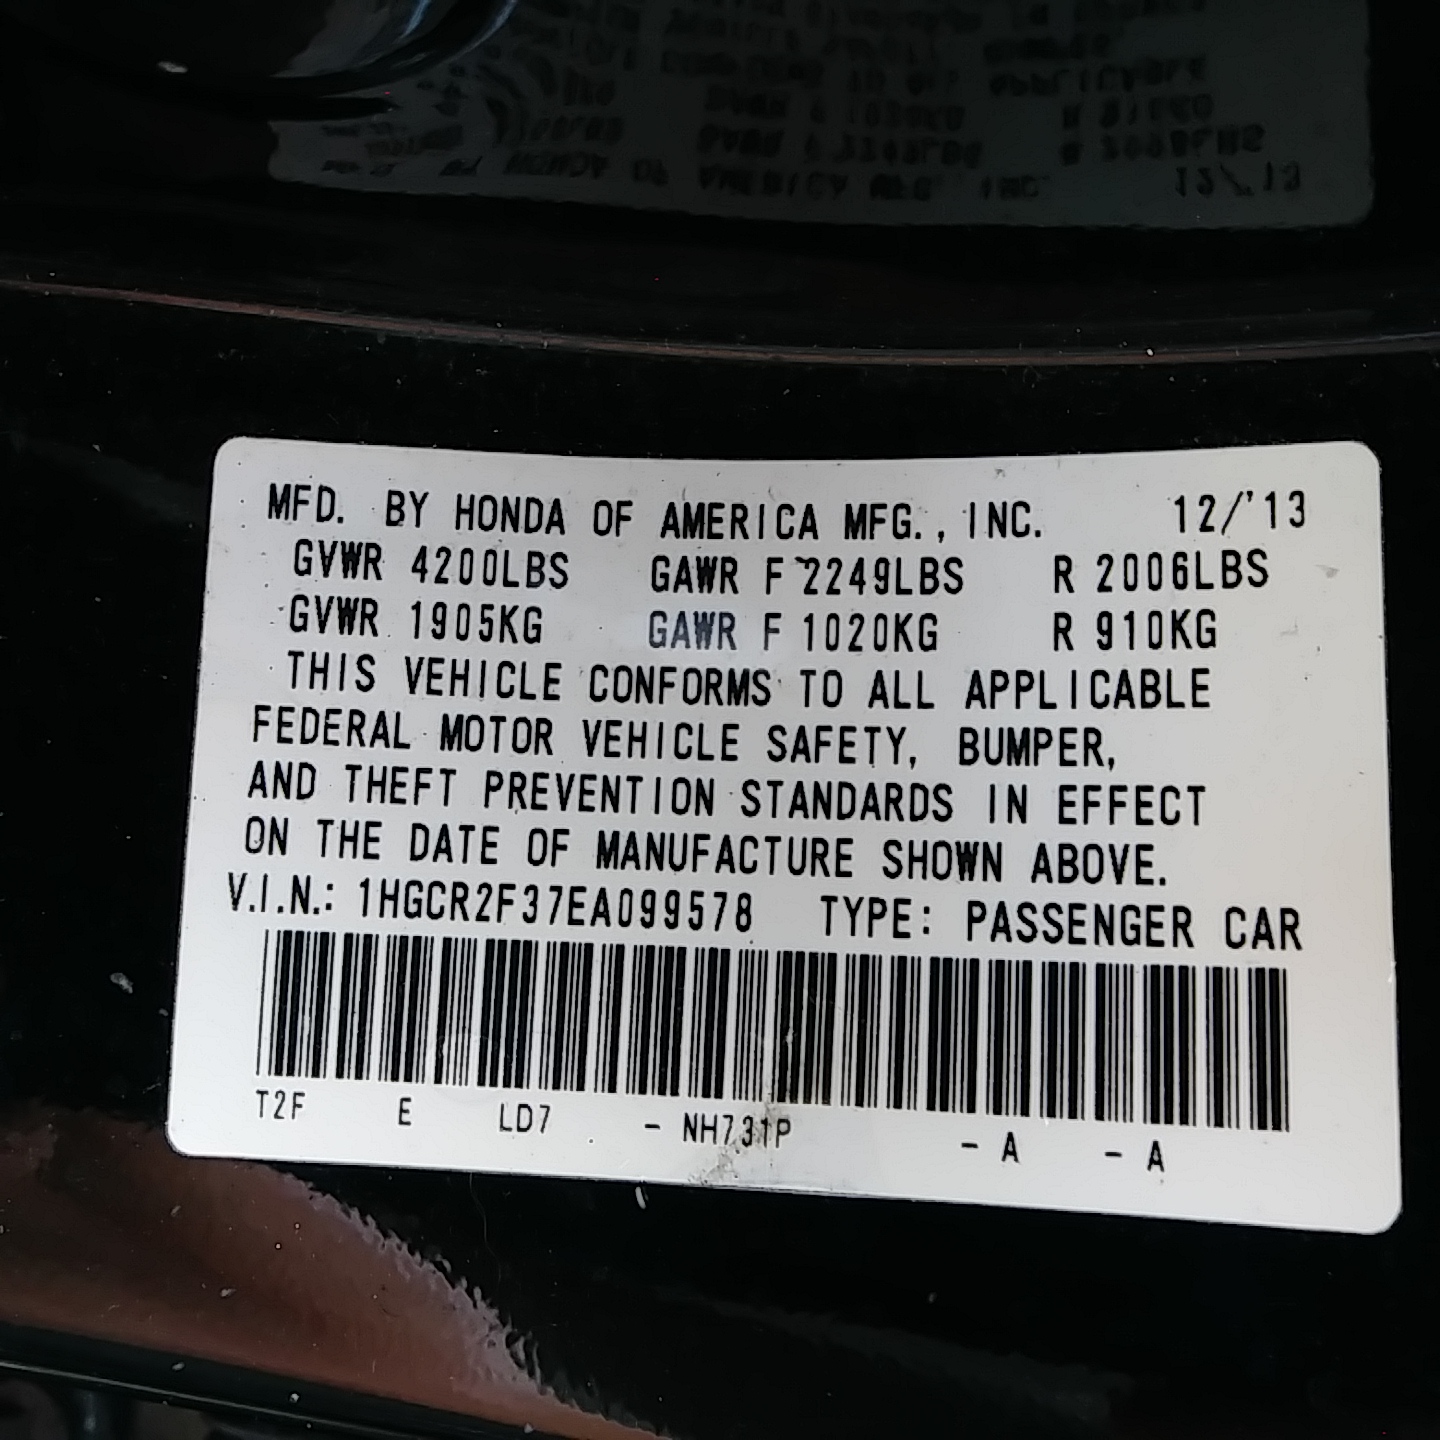 MFD. BY HONDA OF AMERICA MFG., INC. 12/'13
GVWR 4200LBS GAWR F 2249LBS R 2006LBS
GVWR 1905KG GAWR F 1020KG R 910KG
THIS VEHICLE CONFORMS TO ALL APPLICABLE
FEDERAL MOTOR VEHICLE SAFETY, BUMPER,
AND THEFT PREVENTION STANDARDS IN EFFECT
ON THE DATE OF MANUFACTURE SHOWN ABOVE.
V.I.N.: 1HGCR2F37EA099578 TYPE: PASSENGER CAR
T2F E LD7 - NH731P - A - A